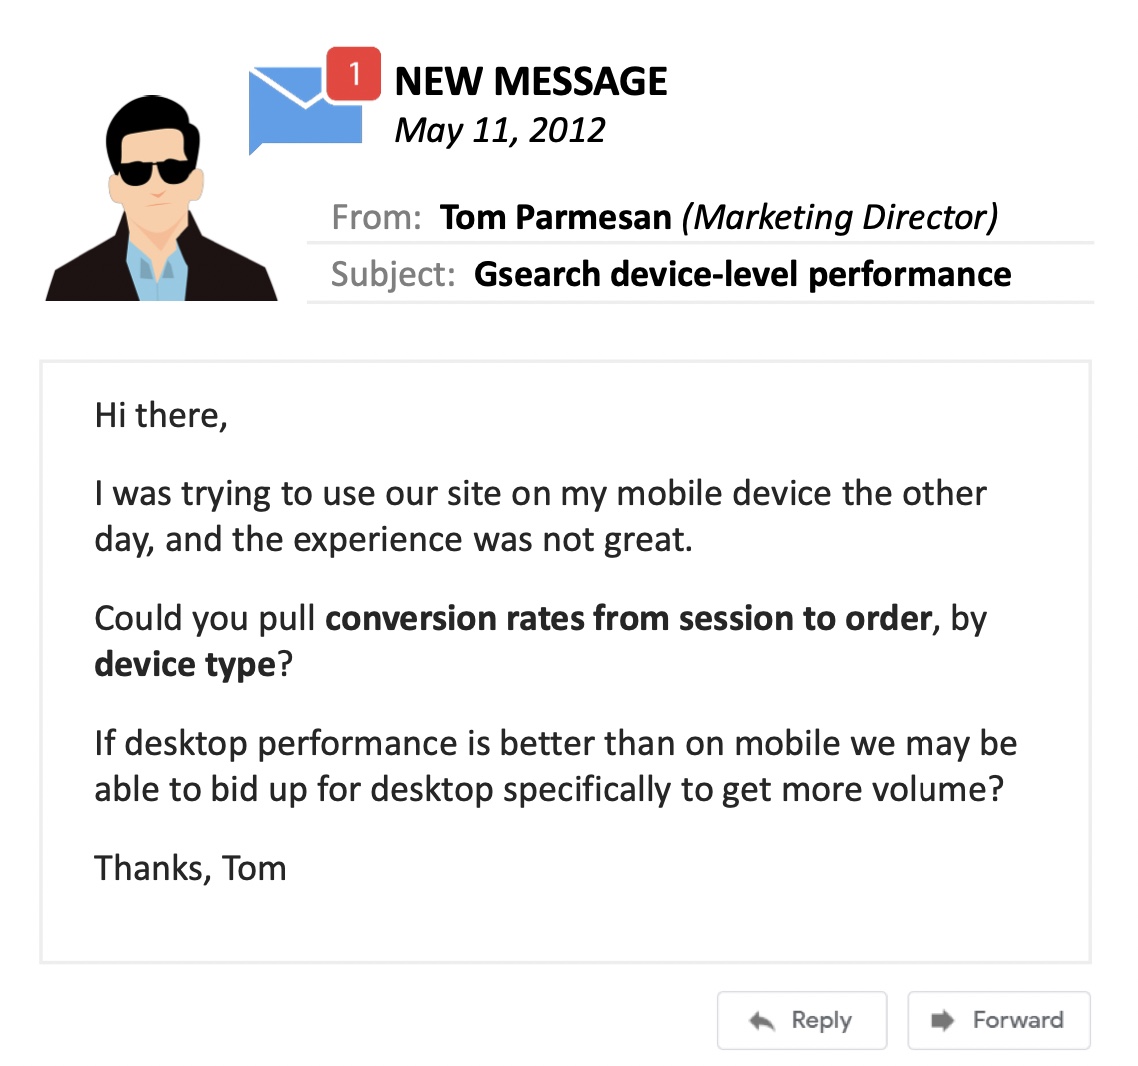 1
NEW MESSAGE
May 11, 2012
From: Tom Parmesan (Marketing Director)
Subject: Gsearch device-level performance
Hi there,
I was trying to use our site on my mobile device the other
day, and the experience was not great.
Could you pull conversion rates from session to order, by
device type?
If desktop performance is better than on mobile we may be
able to bid up for desktop specifically to get more volume?
Thanks, Tom
Reply
Forward